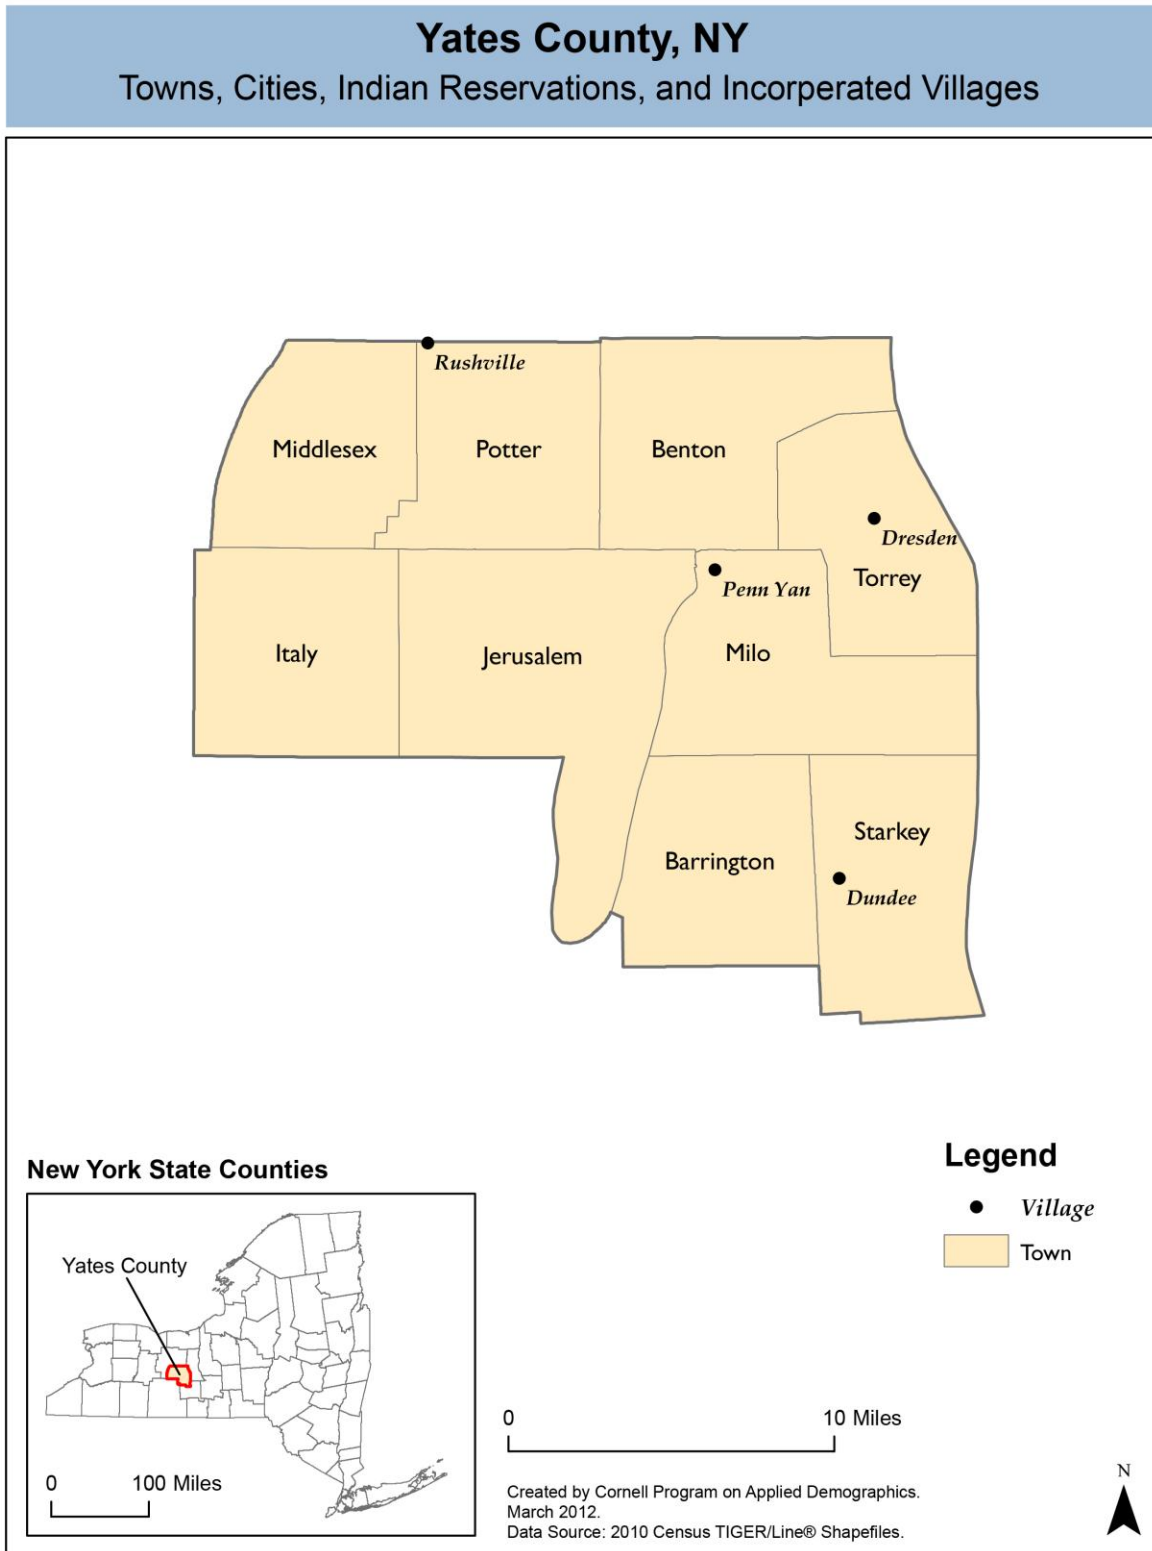 Yates County, NY
Towns, Cities, Indian Reservations, and Incorperated Villages
Rushville
Middlesex
Potter
Benton
Dresden
Torrey
Penn Yan
Italy
Jerusalem
Milo
Starkey
Barrington
Dundee
New York State Counties
Yates County
0 100 Miles
Legend
Village
Town
0 10 Miles
Created by Cornell Program on Applied Demographics.
March 2012.
Data Source: 2010 Census TIGER/Line® Shapefiles.
N